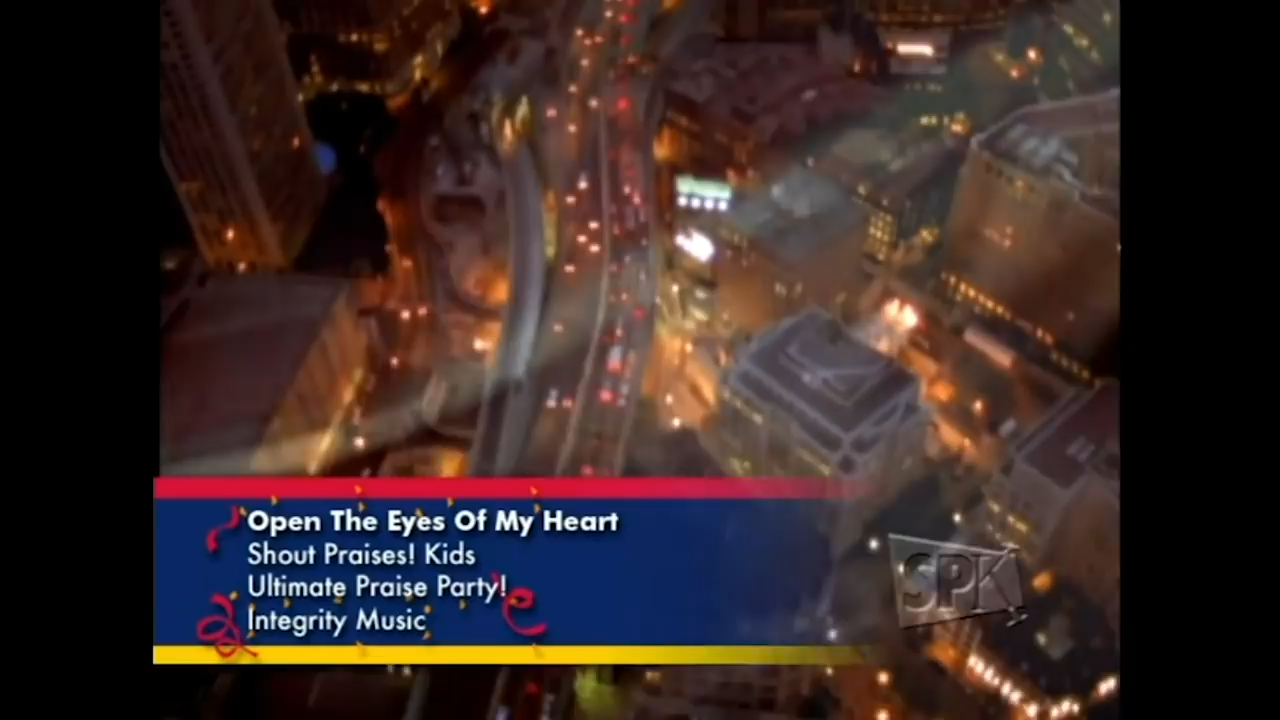 Open The Eyes Of My Heart
Shout Praises! Kids
Ultimate Praise Party!
Integrity Music
SPK